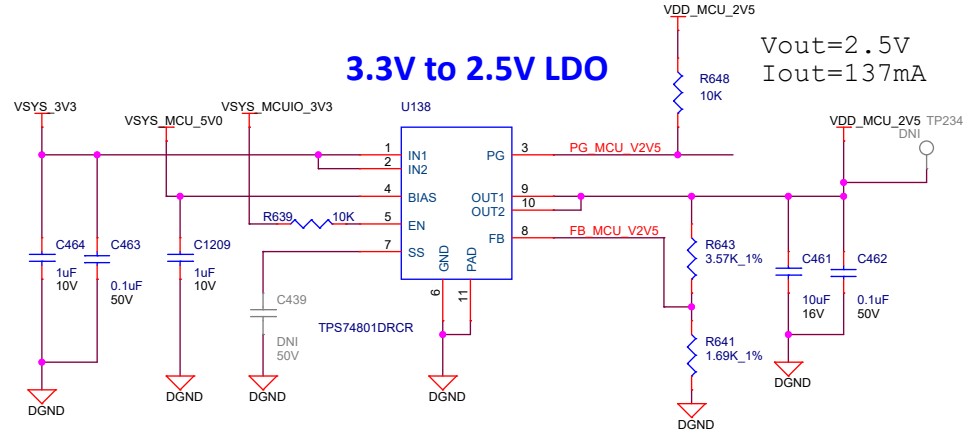 VDD_MCU_2V5
Vout=2.5V
Iout=137mA
3.3V to 2.5V LDO
R648
10K
VSYS_3V3
VSYS_MCUIO_3V3
U138
VSYS_MCU_5V0
VDD_MCU_2V5
TP234
DNI
1
IN1
2
IN2
PG
3
PG_MCU_V2V5
4
BIAS
OUT1
9
OUT2
10
R639
10K
5
EN
FB
8
FB_MCU_V2V5
7
SS
GND
PAD
6
11
C464
1uF
10V
C463
0.1uF
50V
C1209
1uF
10V
C439
DNI
50V
TPS74801DRCR
R643
3.57K_1%
R641
1.69K_1%
C461
10uF
16V
C462
0.1uF
50V
DGND
DGND
DGND
DGND
DGND
DGND